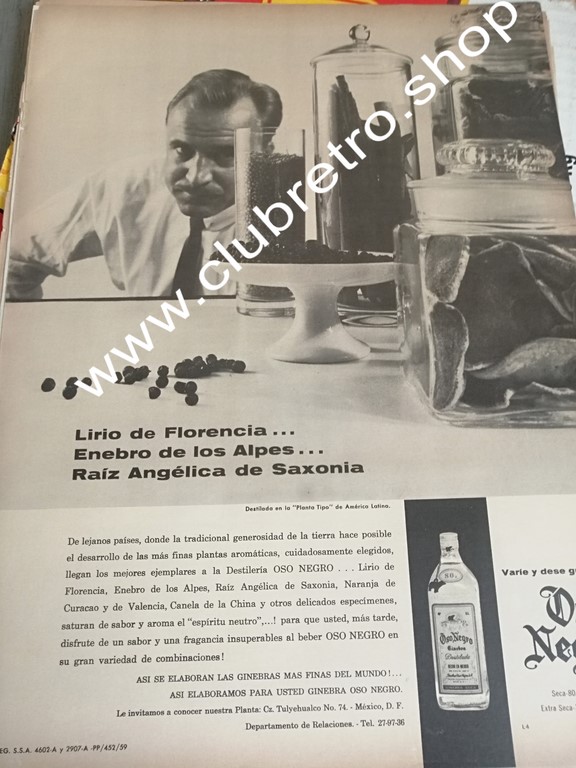 www.clubretro.shop
Lirio de Florencia...
Enebro de los Alpes...
Raíz Angélica de Saxonia
Destilada en la "Planta Tipo" de América Latina.
De lejanos países, donde la tradicional generosidad de la tierra hace posible
el desarrollo de las más finas plantas aromáticas, cuidadosamente elegidos,
llegan los mejores ejemplares a la Destilería OSO NEGRO... Lirio de
Florencia, Enebro de los Alpes, Raíz Angélica de Saxonia, Naranja de
Curacao y de Valencia, Canela de la China y otros delicados especímenes,
saturan de sabor y aroma el "espíritu neutro",...! para que usted, más tarde,
disfrute de un sabor y una fragancia insuperables al beber OSO NEGRO en
su gran variedad de combinaciones!
ASI SE ELABORAN LAS GINEBRAS MAS FINAS DEL MUNDO!...
ASI ELABORAMOS PARA USTED GINEBRA OSO NEGRO.
Le invitamos a conocer nuestra Planta: Cz. Tulyehualco No. 74. - México, D. F.
Departamento de Relaciones. - Tel. 27-97-36
EG. S.S.A. 4602-A y 2907-A -PP/452/59
80
Oso Negro
Ginebra
Destilada
Varie y dese g
O
Neg
Seca-80
Extra Seca-
L4